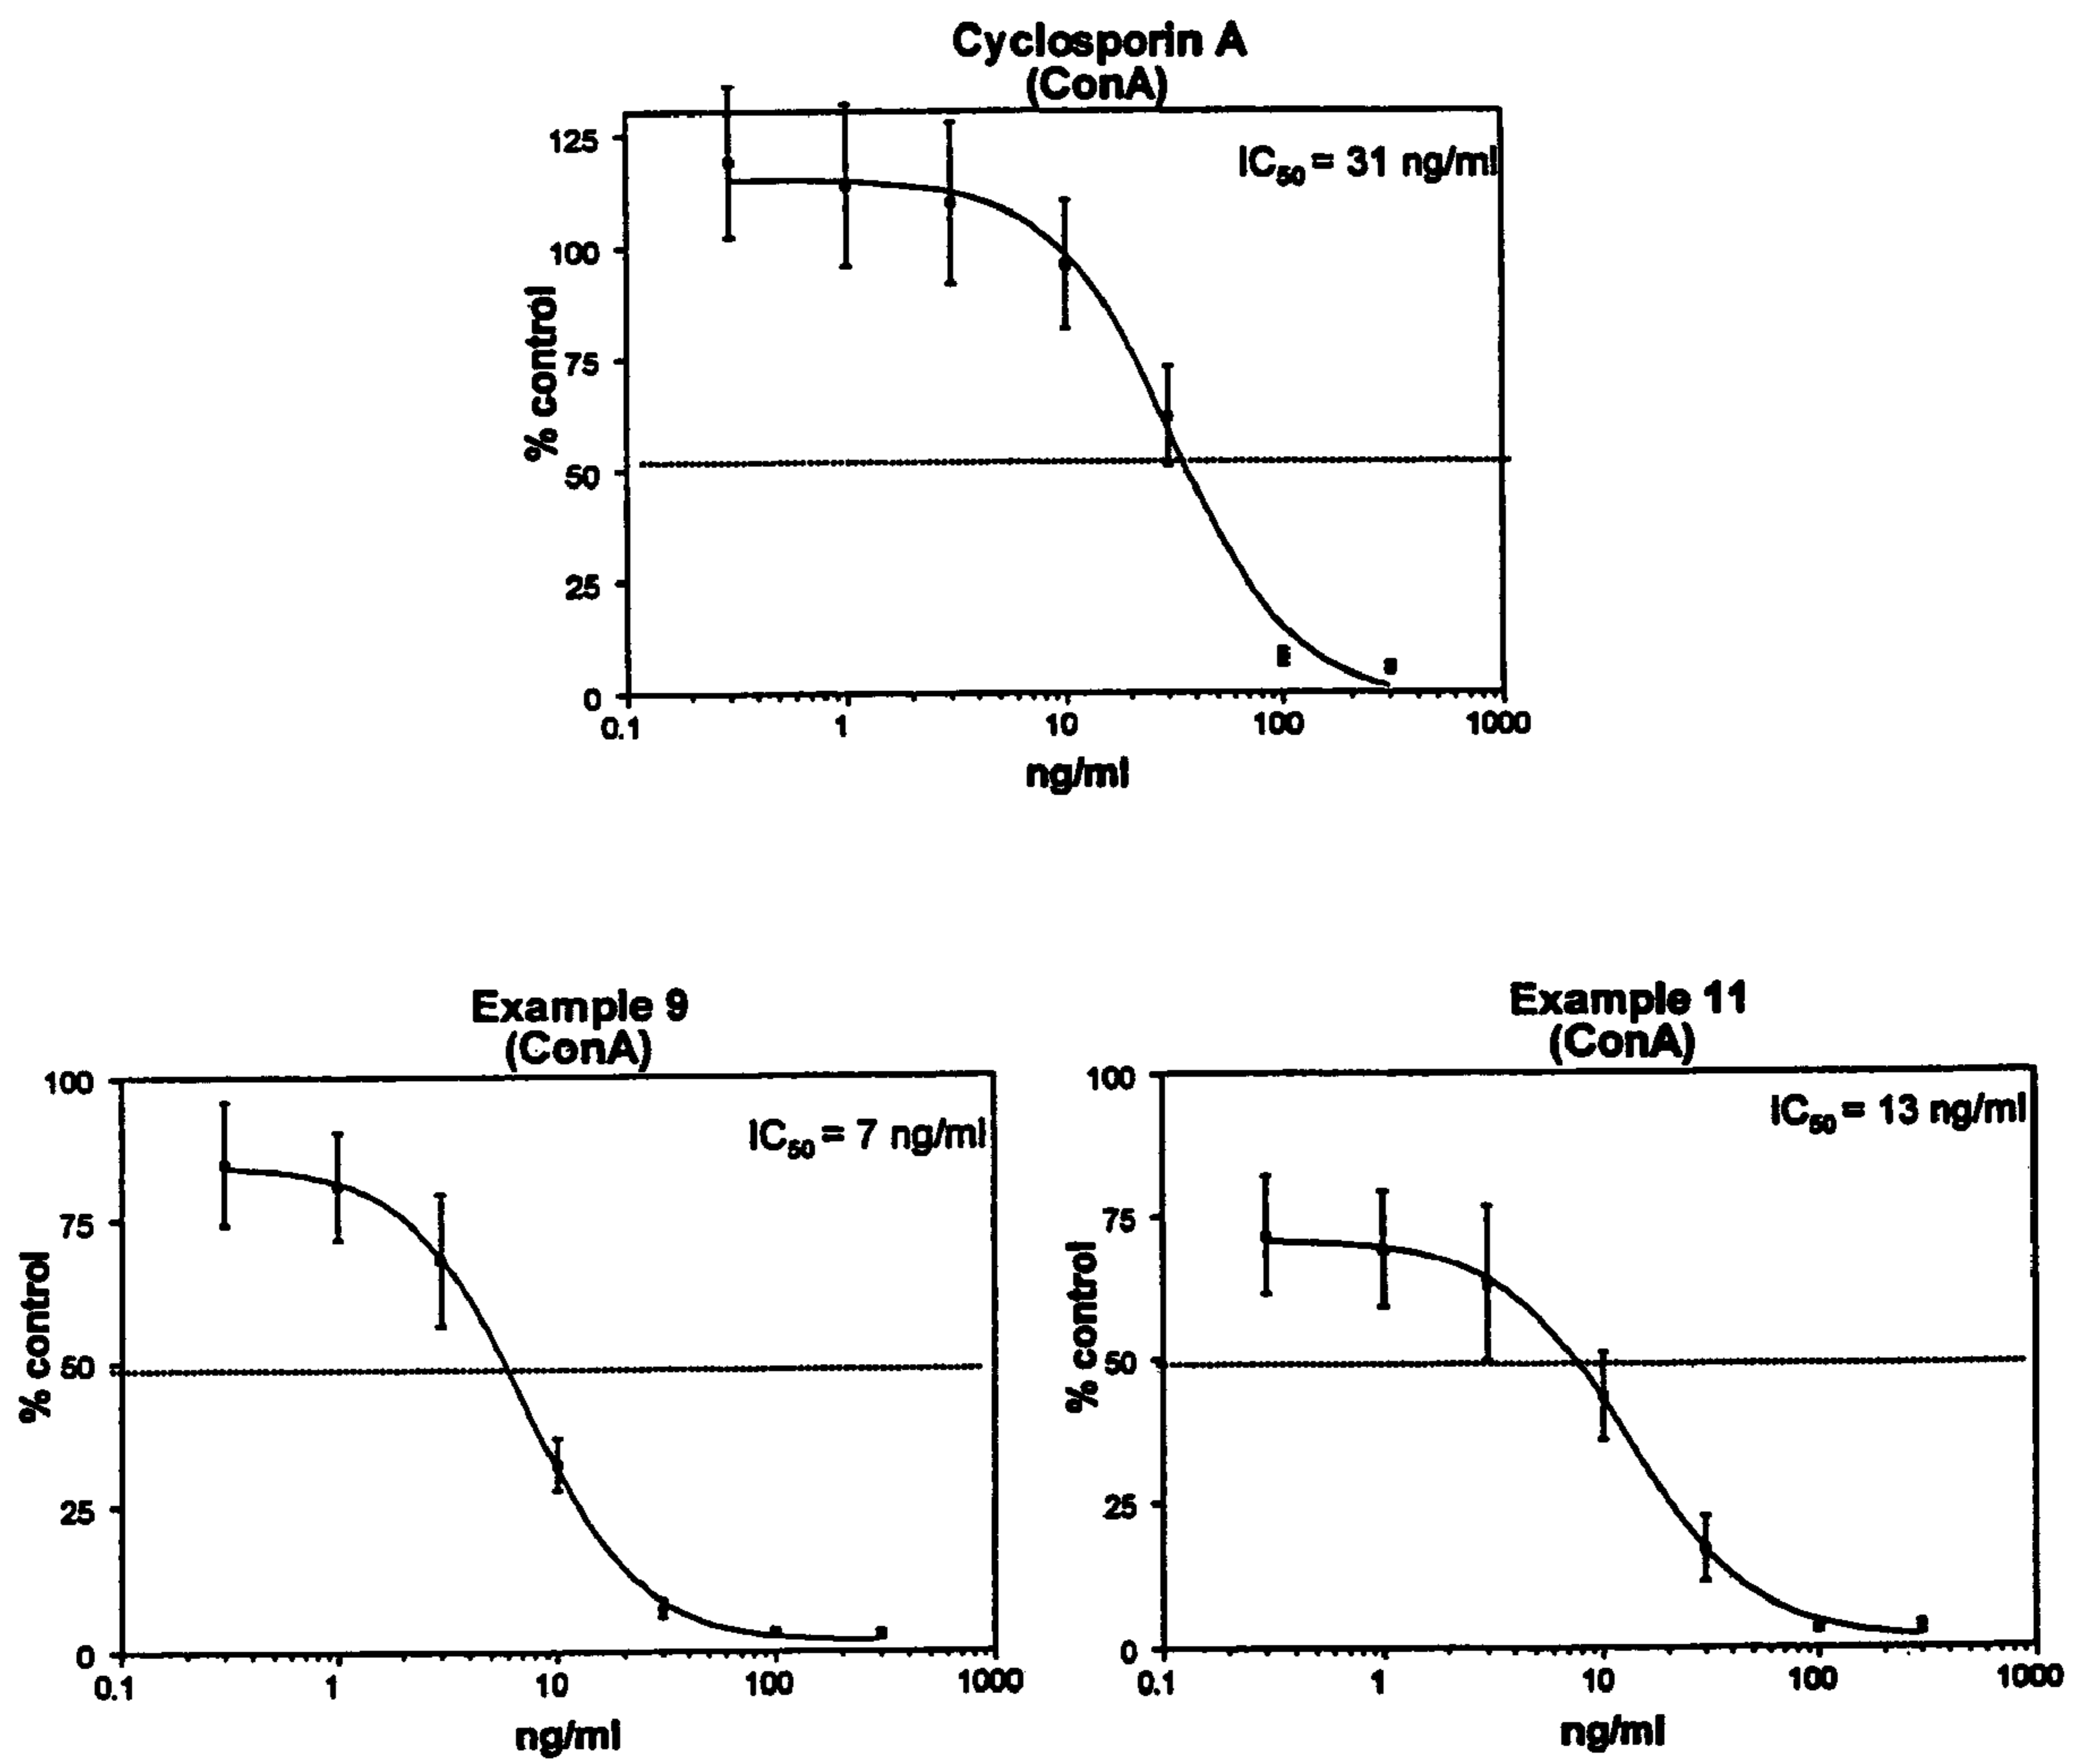 Cyclosporin A
(ConA)
IC50 = 31 ng/ml
% control
125
100
75
50
25
0
0.1 1 10 100 1000
ng/ml
Example 9
(ConA)
IC50 = 7 ng/ml
% control
100
75
50
25
0
0.1 1 10 100 1000
ng/ml
Example 11
(ConA)
IC50 = 13 ng/ml
% control
100
75
50
25
0
0.1 1 10 100 1000
ng/ml